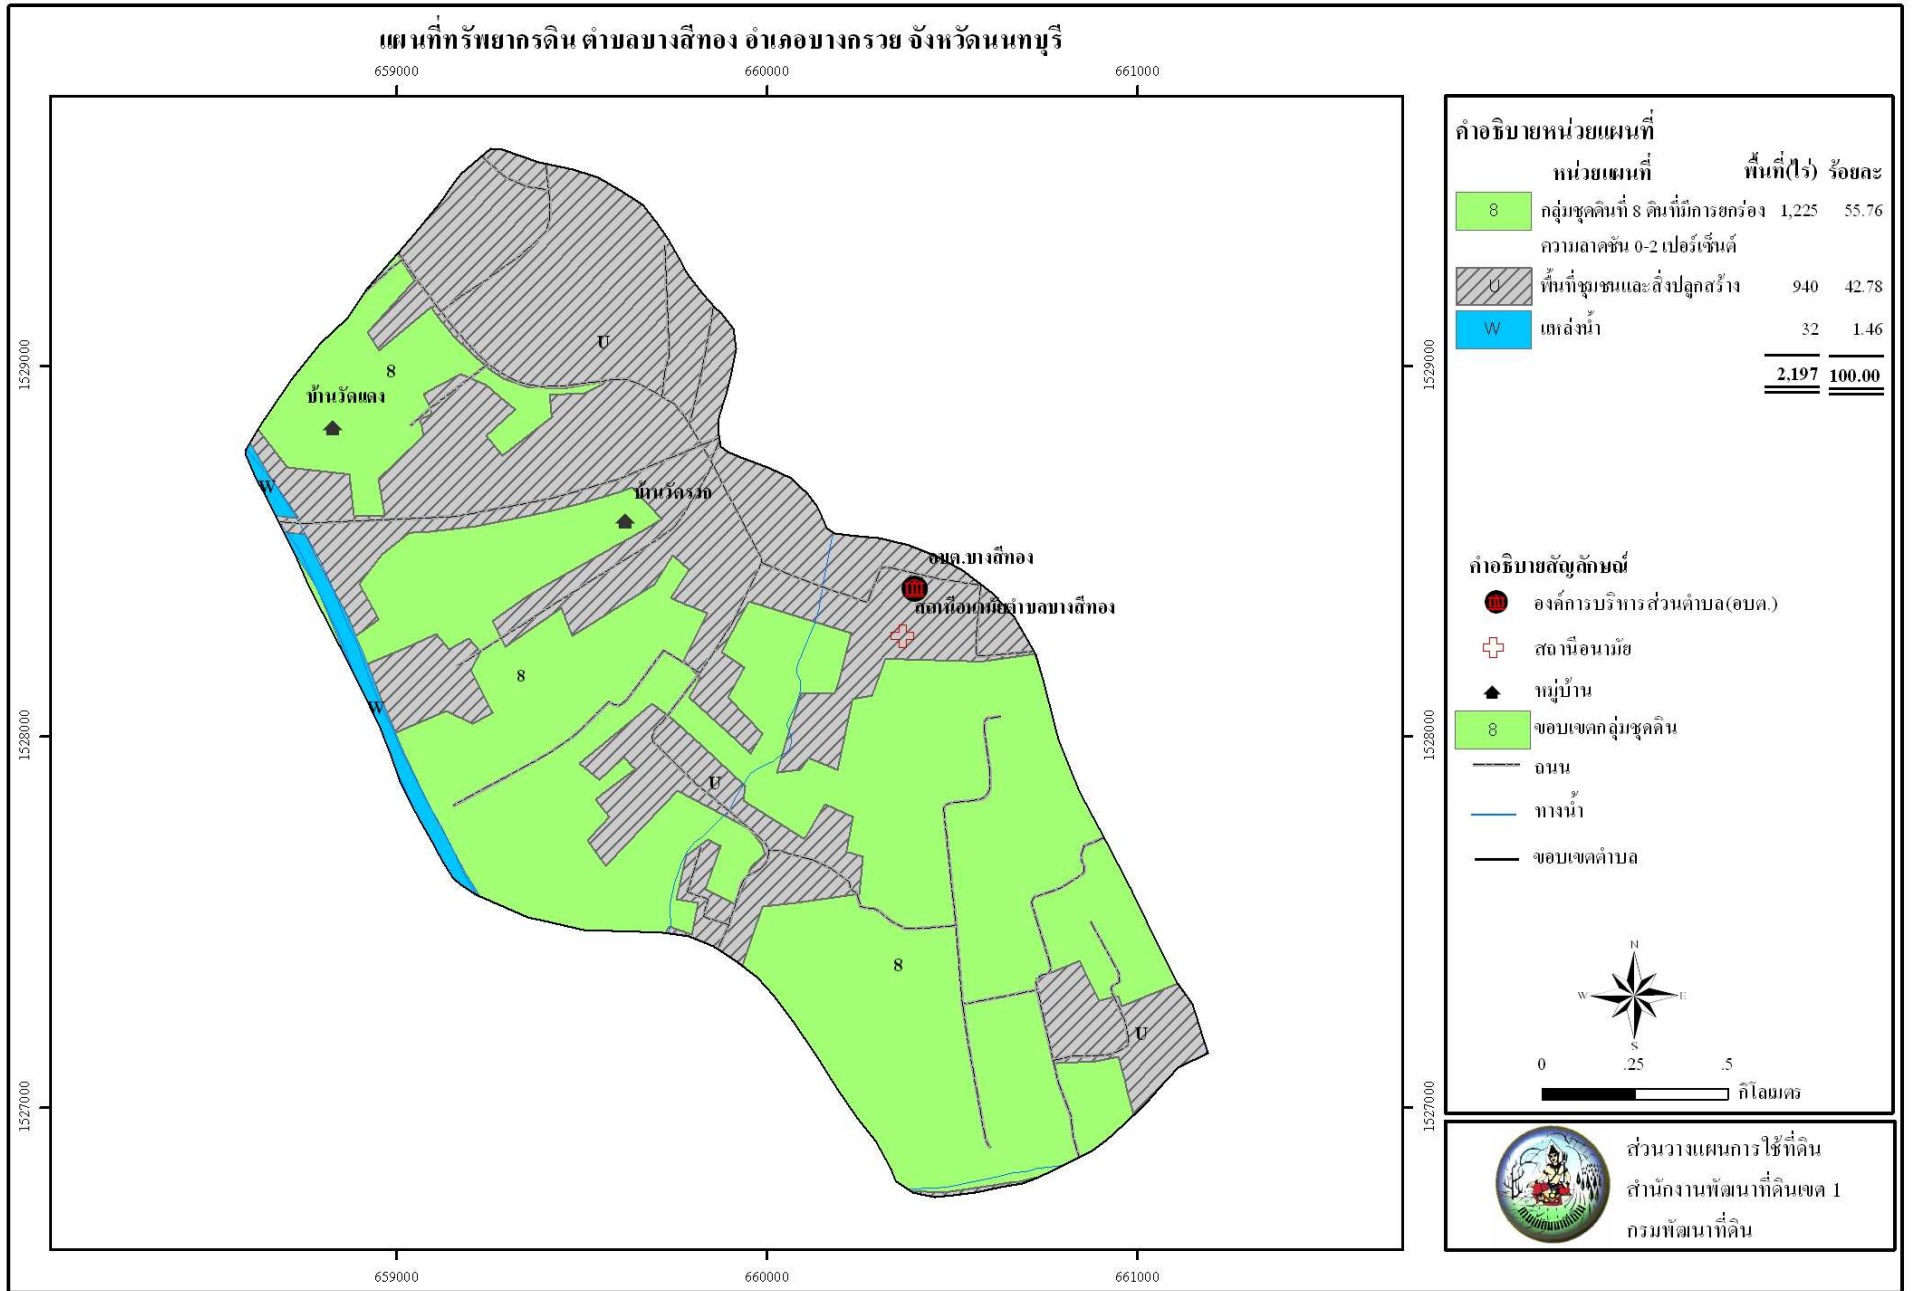 แผนที่ทรัพยากรดิน ตำบลบางสีทอง อำเภอบางกรวย จังหวัดนนทบุรี
659000 660000 661000
1529000 1529000
1528000 1528000
1527000 1527000
659000 660000 661000
U
8
บ้านวัดแดง
W
บ้านวัดรวก
อบต.บางสีทอง
สถานีอนามัยตำบลบางสีทอง
8
W
U
8
U
คำอธิบายหน่วยแผนที่
หน่วยแผนที่ พื้นที่(ไร่) ร้อยละ
8 กลุ่มชุดดินที่ 8 ดินที่มีการยกร่อง 1,225 55.76
ความลาดชัน 0-2 เปอร์เซ็นต์
U พื้นที่ชุมชนและสิ่งปลูกสร้าง 940 42.78
W แหล่งน้ำ 32 1.46
2,197 100.00
คำอธิบายสัญลักษณ์
องค์การบริหารส่วนตำบล(อบต.)
สถานีอนามัย
หมู่บ้าน
8 ขอบเขตกลุ่มชุดดิน
ถนน
ทางน้ำ
ขอบเขตตำบล
N
W E
S
0 .25 .5
กิโลเมตร
ส่วนวางแผนการใช้ที่ดิน
สำนักงานพัฒนาที่ดินเขต 1
กรมพัฒนาที่ดิน
กรมพัฒนาที่ดิน